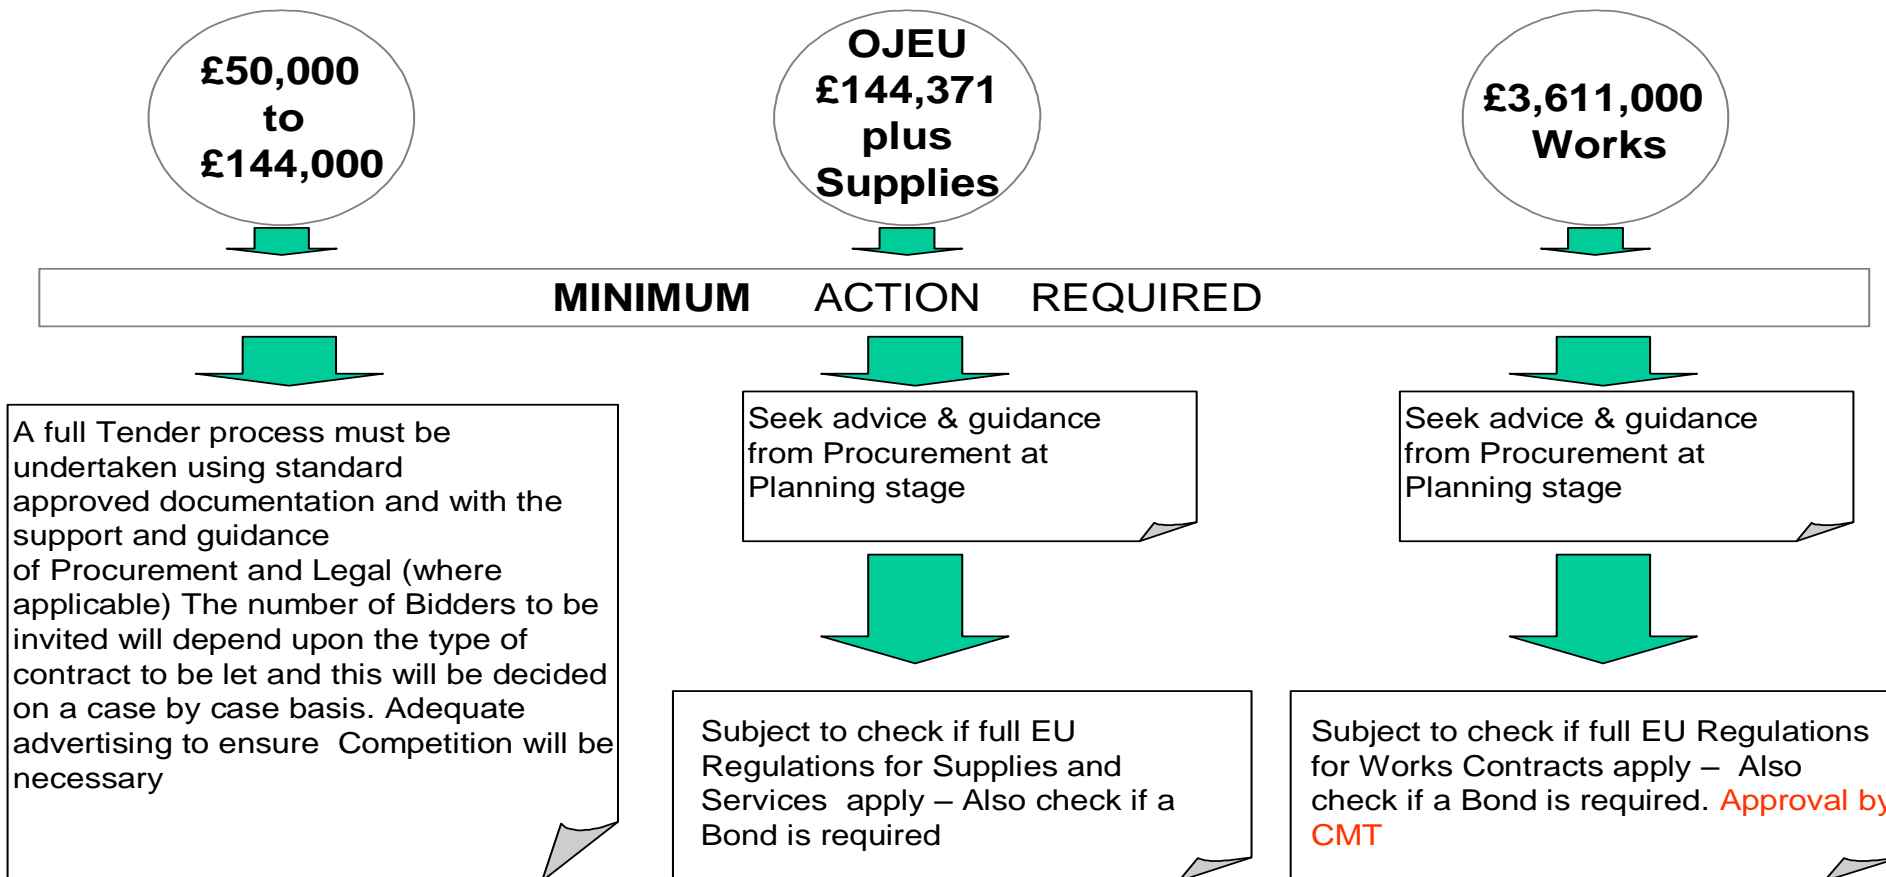 £50,000
to
£144,000
OJEU
£144,371
plus
Supplies
£3,611,000
Works
MINIMUM ACTION REQUIRED
A full Tender process must be
undertaken using standard
approved documentation and with the
support and guidance
of Procurement and Legal (where
applicable) The number of Bidders to be
invited will depend upon the type of
contract to be let and this will be decided
on a case by case basis. Adequate
advertising to ensure Competition will be
necessary
Seek advice & guidance
from Procurement at
Planning stage
Subject to check if full EU
Regulations for Supplies and
Services apply – Also check if a
Bond is required
Seek advice & guidance
from Procurement at
Planning stage
Subject to check if full EU Regulations
for Works Contracts apply – Also
check if a Bond is required. Approval by
CMT